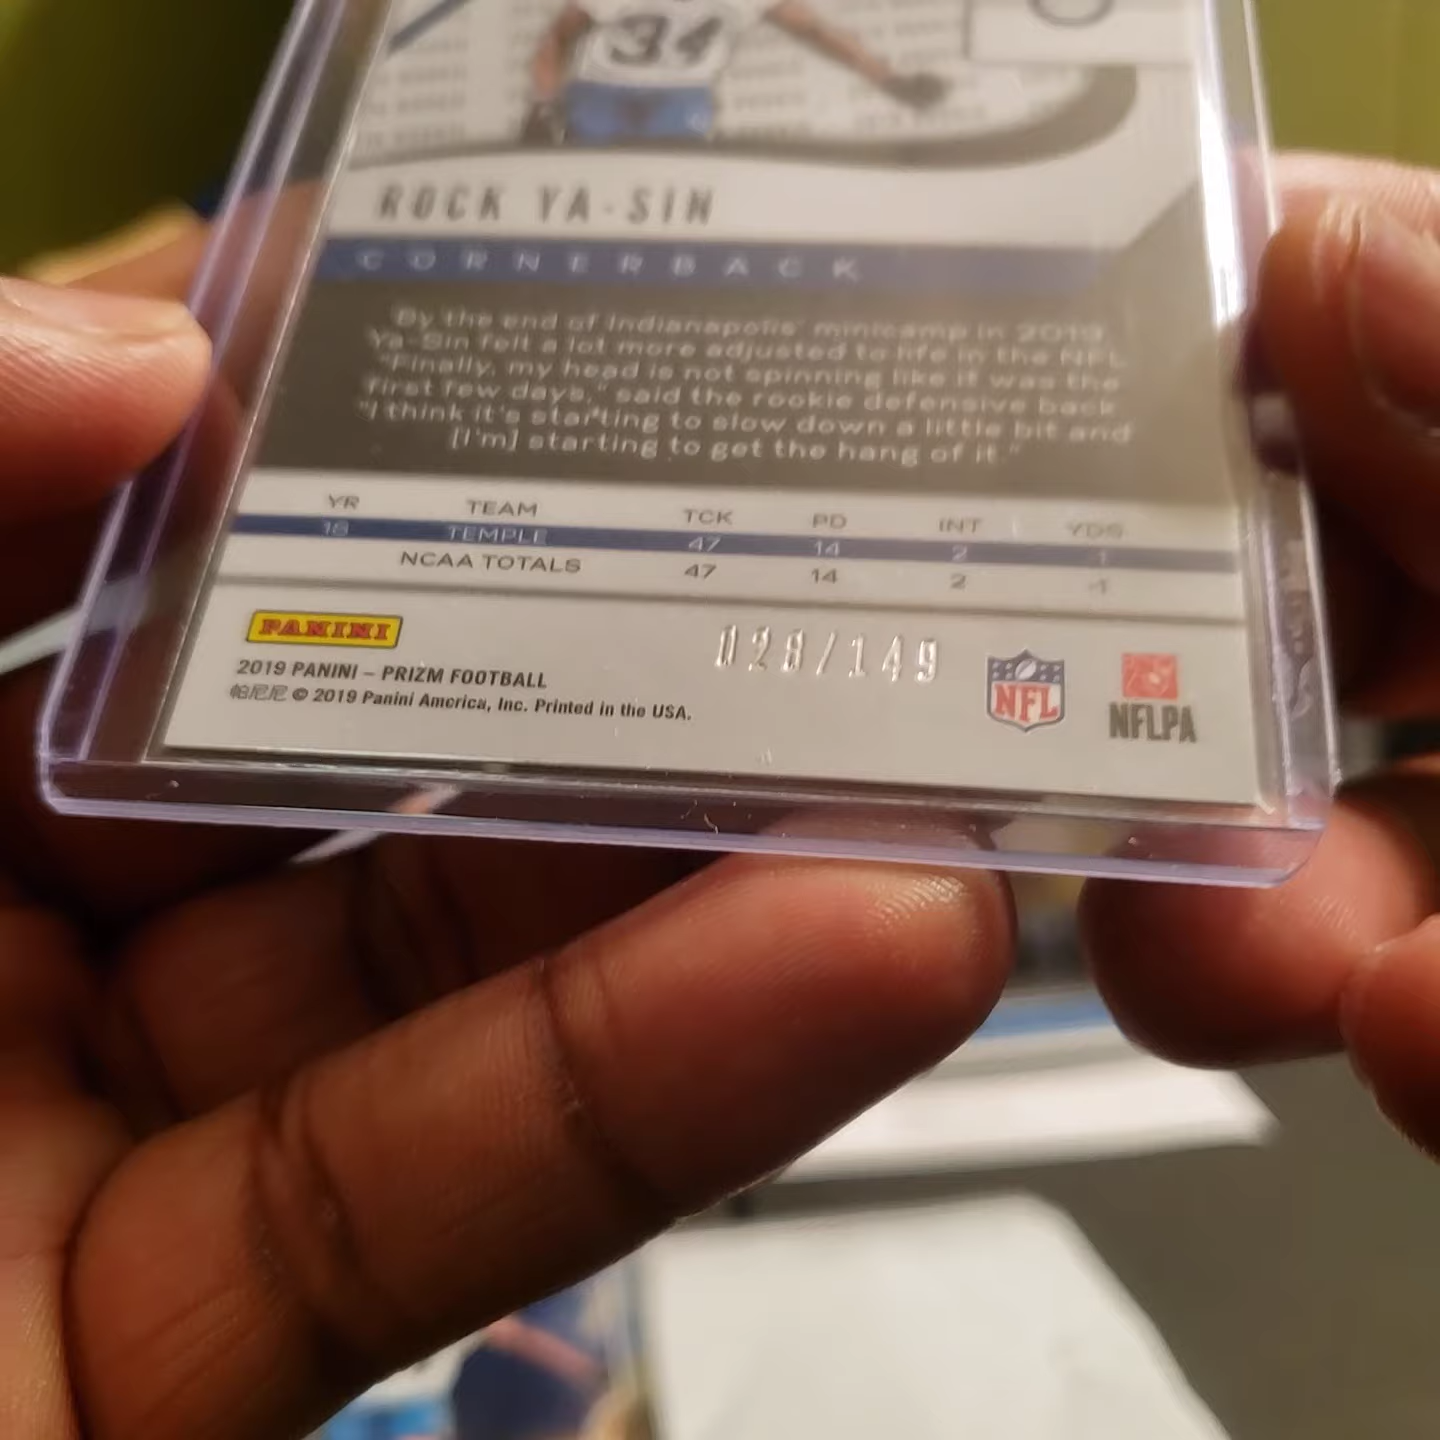 34
ROCK YA-SIN
CORNERBACK
By the end of Indianapolis' minicamp in 2019,
Ya-Sin felt a lot more adjusted to life in the NFL.
"Finally, my head is not spinning like it was the
first few days," said the rookie defensive back.
"I think it's starting to slow down a little bit and
[I'm] starting to get the hang of it."
YR TEAM TCK PD INT YDS
18 TEMPLE 47 14 2 -1
NCAA TOTALS 47 14 2 -1
PANINI
028/149
2019 PANINI – PRIZM FOOTBALL
帕尼尼 © 2019 Panini America, Inc. Printed in the USA.
NFL
NFLPA